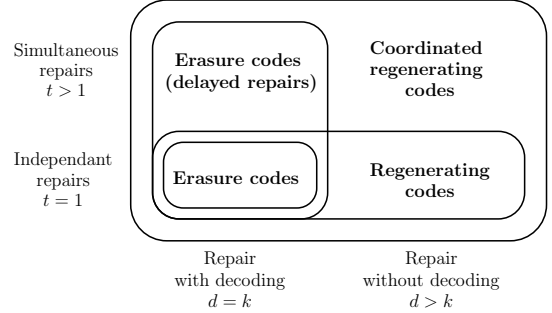 Simultaneous
repairs
t > 1
Erasure codes
(delayed repairs)
Coordinated
regenerating
codes
Independant
repairs
t = 1
Erasure codes
Regenerating
codes
Repair
with decoding
d = k
Repair
without decoding
d > k